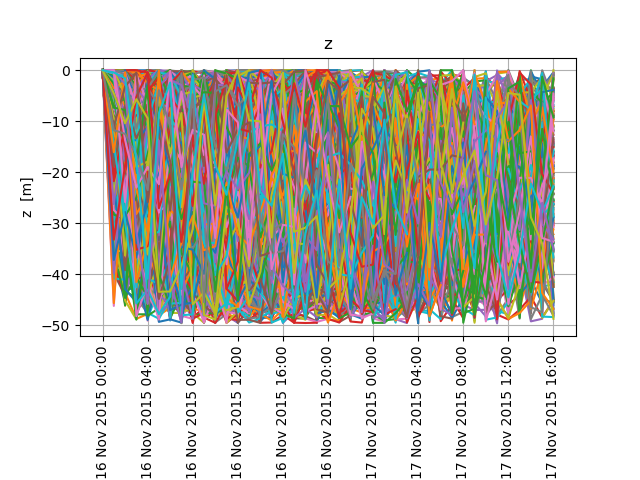 z
z [m]
0
−10
−20
−30
−40
−50
16 Nov 2015 00:00
16 Nov 2015 04:00
16 Nov 2015 08:00
16 Nov 2015 12:00
16 Nov 2015 16:00
16 Nov 2015 20:00
17 Nov 2015 00:00
17 Nov 2015 04:00
17 Nov 2015 08:00
17 Nov 2015 12:00
17 Nov 2015 16:00